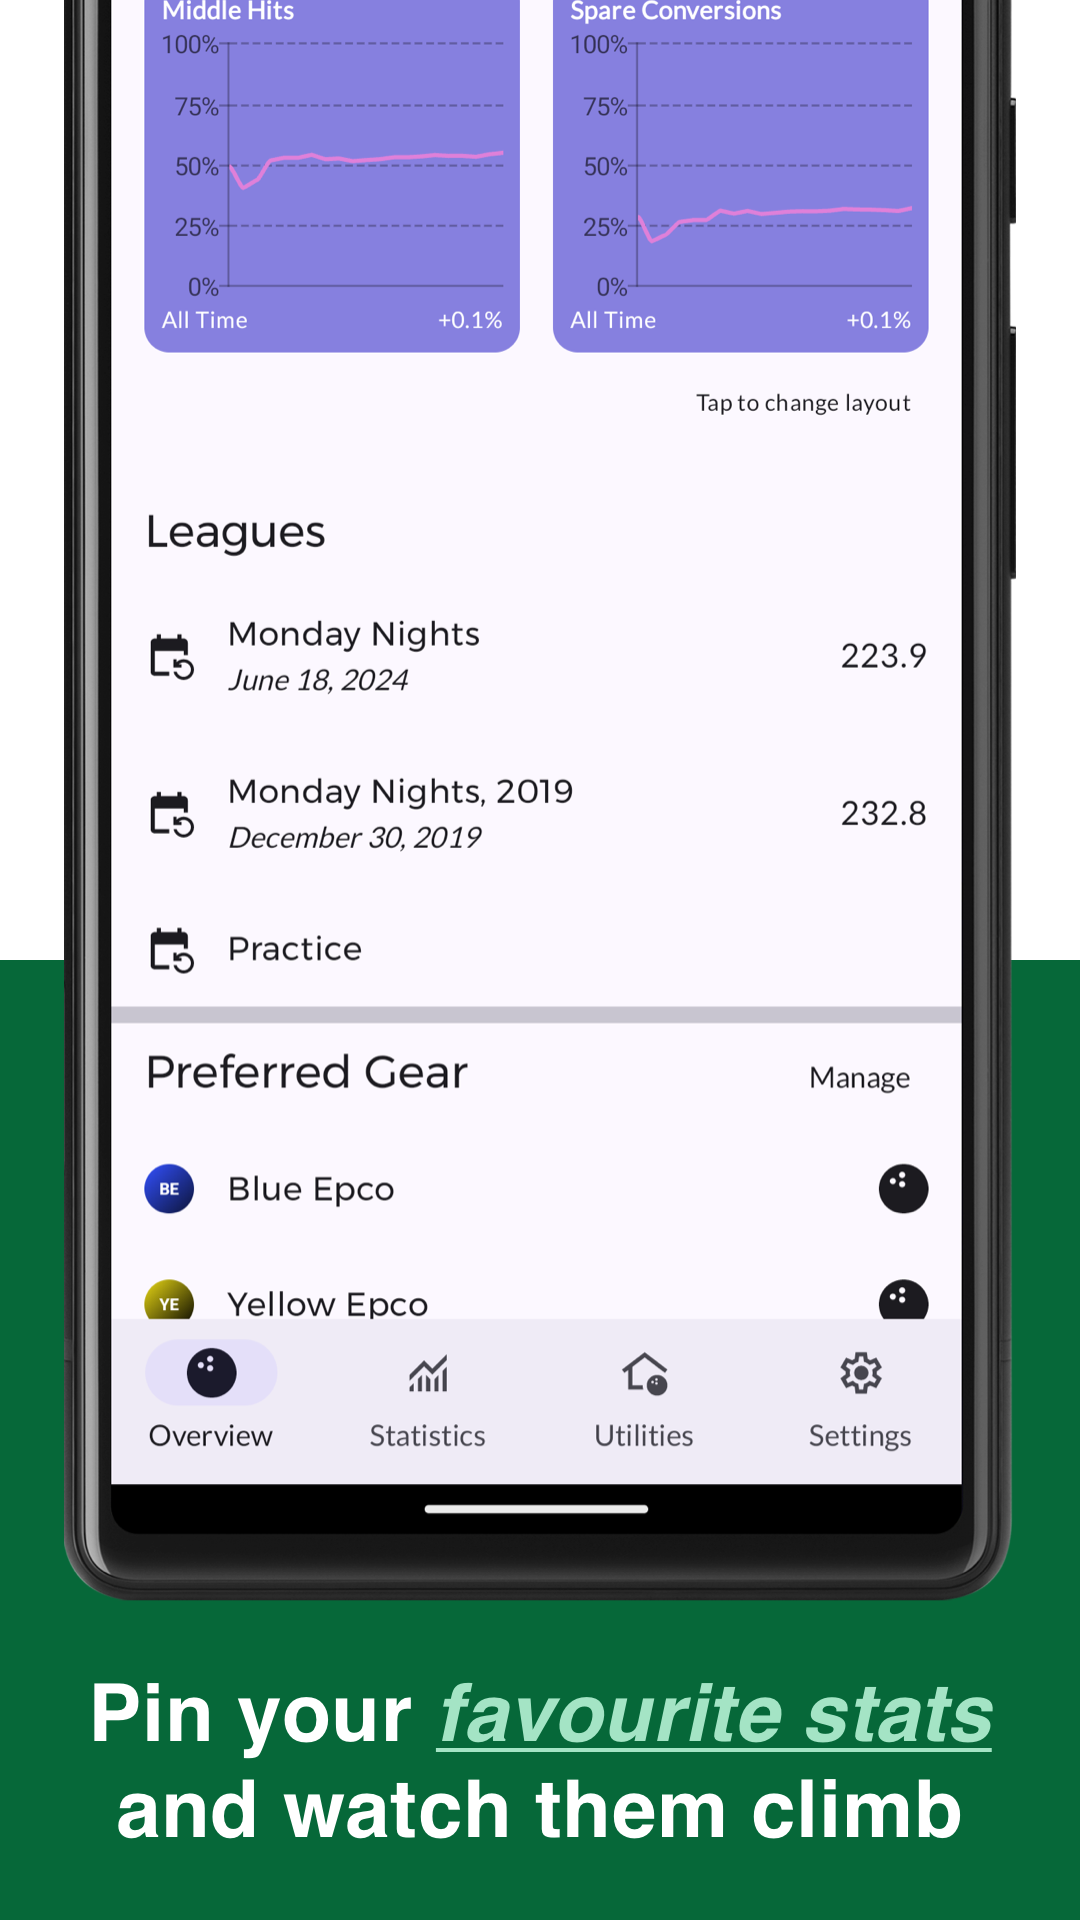 Middle Hits
100%
75%
50%
25%
0%
All Time +0.1%
Spare Conversions
100%
75%
50%
25%
0%
All Time +0.1%
Tap to change layout
Leagues
Monday Nights
June 18, 2024
223.9
Monday Nights, 2019
December 30, 2019
232.8
Practice
Preferred Gear Manage
BE Blue Epco
YE Yellow Epco
Overview Statistics Utilities Settings
Pin your favourite stats
and watch them climb